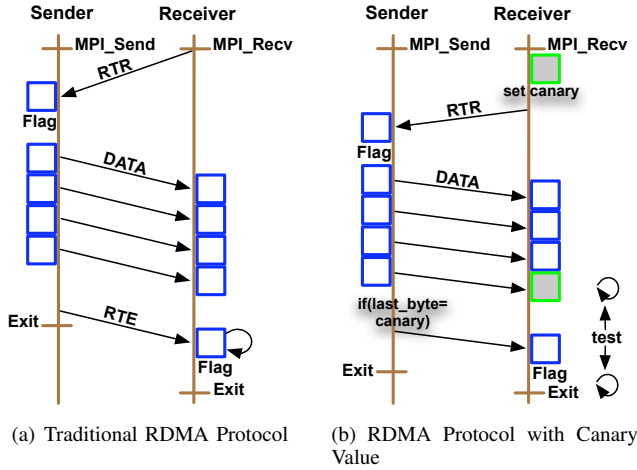 Sender Receiver
MPI_Send MPI_Recv
RTR
Flag
DATA
RTE
Exit
Flag
Exit
(a) Traditional RDMA Protocol
Sender Receiver
MPI_Send MPI_Recv
set canary
RTR
Flag
DATA
if(last_byte=
canary)
test
Exit
Flag
Exit
(b) RDMA Protocol with Canary
Value